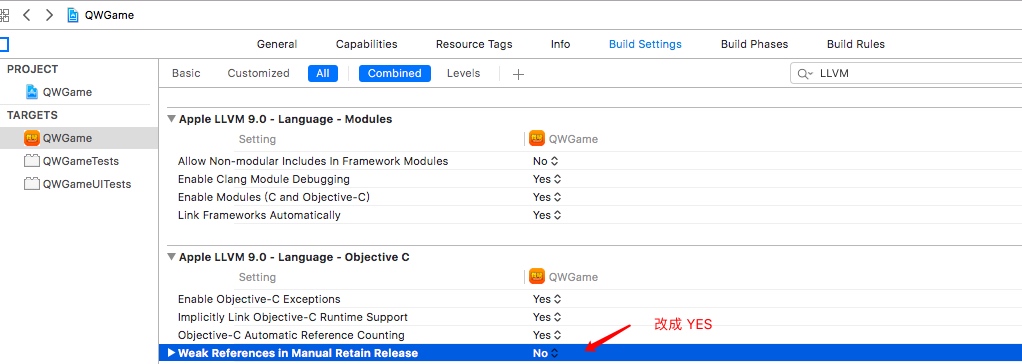 QWGame
General Capabilities Resource Tags Info Build Settings Build Phases Build Rules
PROJECT
QWGame
TARGETS
QWGame
QWGameTests
QWGameUITests
Basic Customized All Combined Levels + LLVM
Apple LLVM 9.0 - Language - Modules
Setting QWGame
Allow Non-modular Includes In Framework Modules No
Enable Clang Module Debugging Yes
Enable Modules (C and Objective-C) Yes
Link Frameworks Automatically Yes
Apple LLVM 9.0 - Language - Objective C
Setting QWGame
Enable Objective-C Exceptions Yes
Implicitly Link Objective-C Runtime Support Yes
改成 YES
Objective-C Automatic Reference Counting Yes
Weak References in Manual Retain Release No